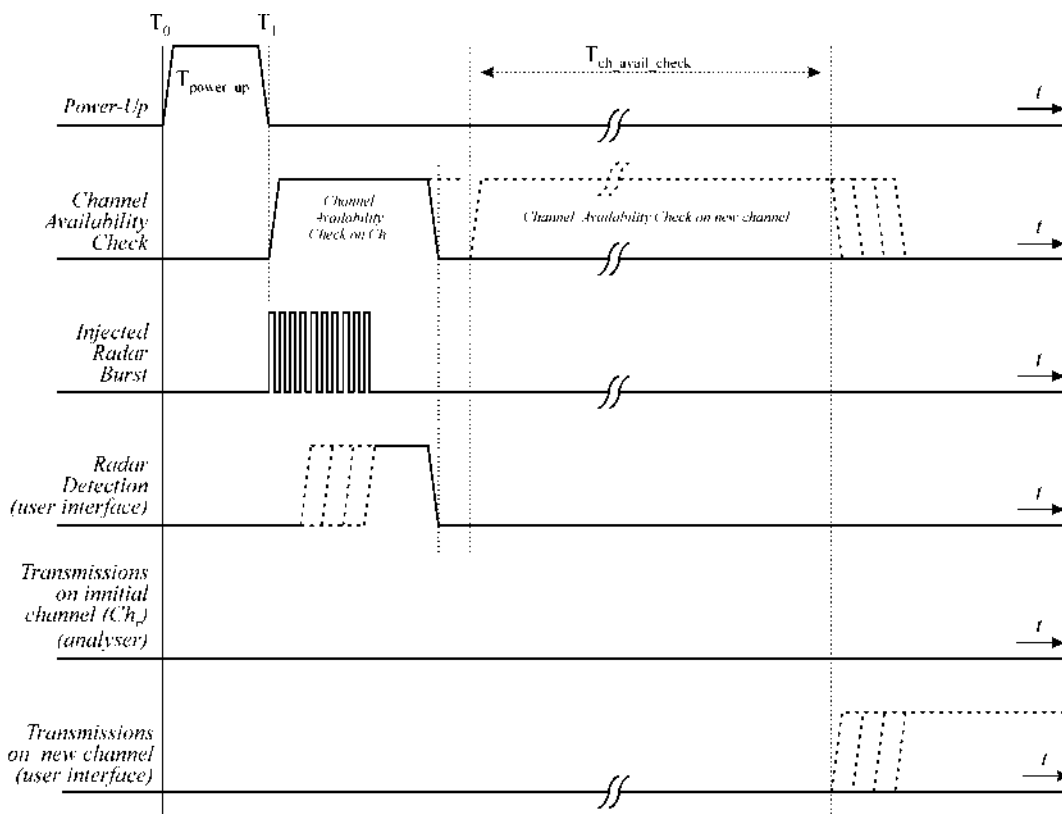 T0 T1
Tch_avail_check
Tpower_up
Power-Up
t
Channel
Availability
Check
Channel
Availability
Check on Ch
Channel Availability Check on new channel
t
Injected
Radar
Burst
t
Radar
Detection
(user interface)
t
Transmissions
on innitial
channel (Chr)
(analyser)
t
Transmissions
on new channel
(user interface)
t